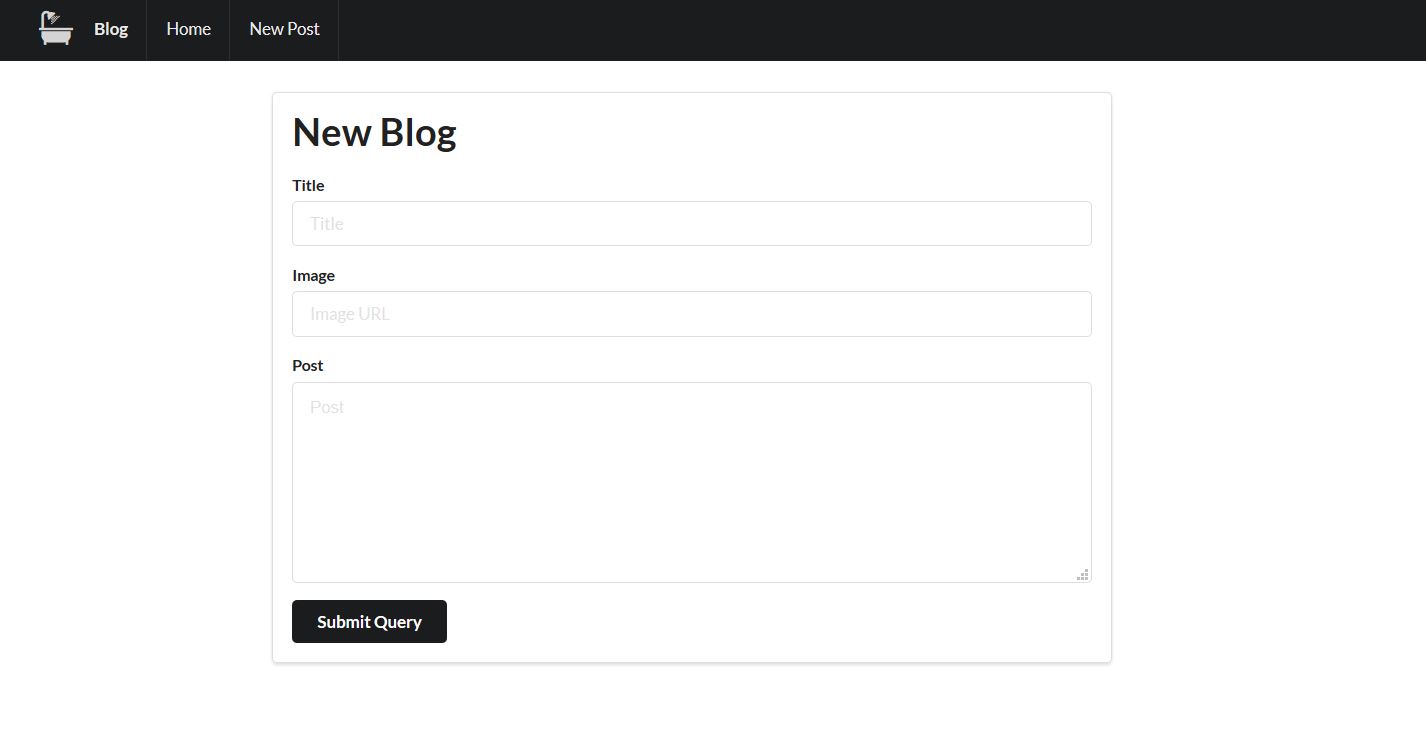 Blog Home New Post
New Blog
Title
Title
Image
Image URL
Post
Post
Submit Query